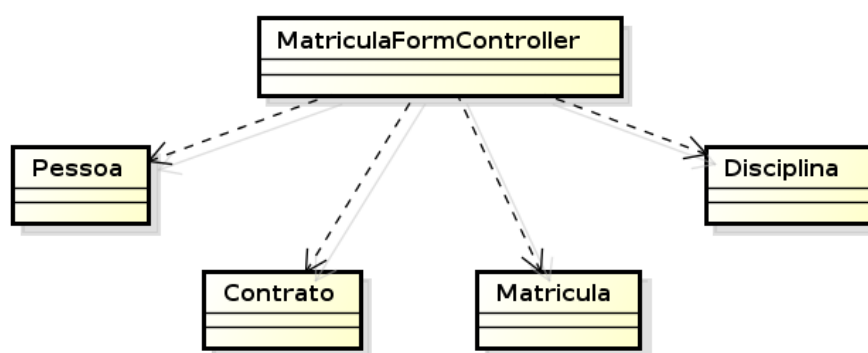 MatriculaFormController
Pessoa
Disciplina
Contrato
Matricula